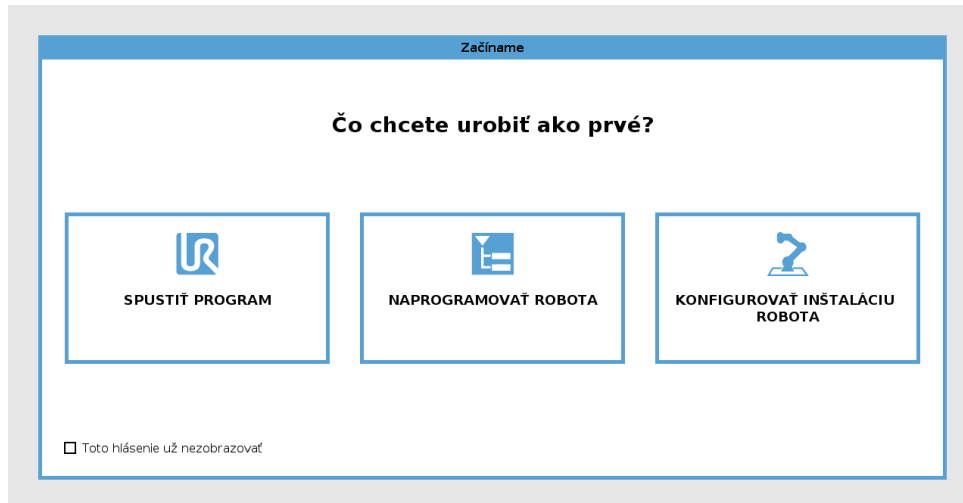 Začíname
Čo chcete urobiť ako prvé?
SPUSTIŤ PROGRAM
NAPROGRAMOVAŤ ROBOTA
KONFIGUROVAŤ INŠTALÁCIU
ROBOTA
Toto hlásenie už nezobrazovať